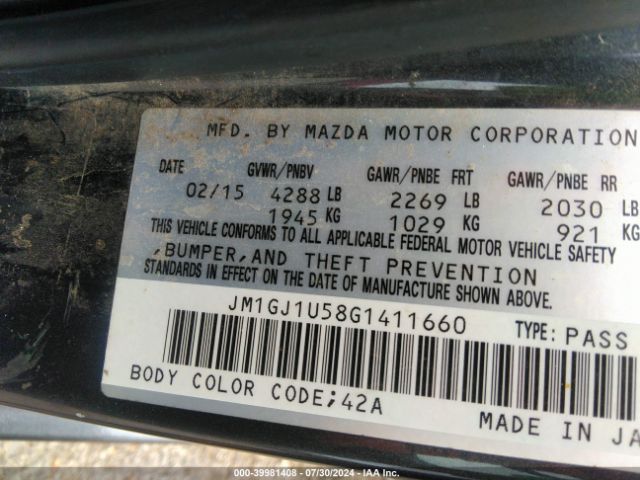 MFD. BY MAZDA MOTOR CORPORATION
DATE GVWR/PNBV GAWR/PNBE FRT GAWR/PNBE RR
02/15 4288 LB 2269 LB 2030 LB
1945 KG 1029 KG 921 KG
THIS VEHICLE CONFORMS TO ALL APPLICABLE FEDERAL MOTOR VEHICLE SAFETY
,BUMPER,AND THEFT PREVENTION
STANDARDS IN EFFECT ON THE DATE OF MANUFACTURE SHOWN ABOVE.
JM1GJ1U58G1411660 TYPE: PASS
BODY COLOR CODE;42A MADE IN JA
000-39981408 - 07/30/2024 - IAA Inc.